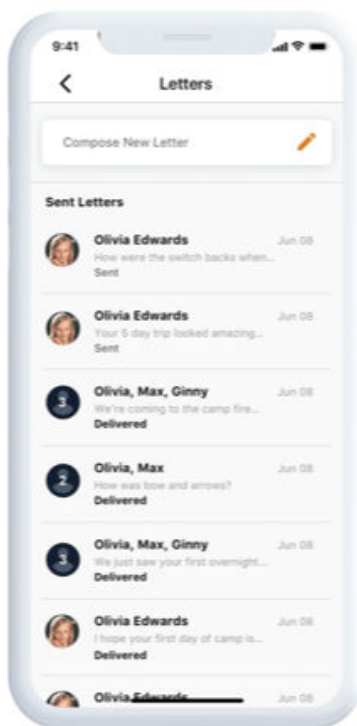 9:41
Letters
Compose New Letter
Sent Letters
Olivia Edwards Jun 08
How were the switch backs when...
Sent
Olivia Edwards Jun 08
Your 5 day trip looked amazing...
Sent
3 Olivia, Max, Ginny Jun 08
We're coming to the camp fire...
Delivered
2 Olivia, Max Jun 08
How was bow and arrows?
Delivered
3 Olivia, Max, Ginny Jun 08
We just saw your first overnight...
Delivered
Olivia Edwards Jun 08
I hope your first day of camp is...
Delivered
Olivia Edwards Jun 08